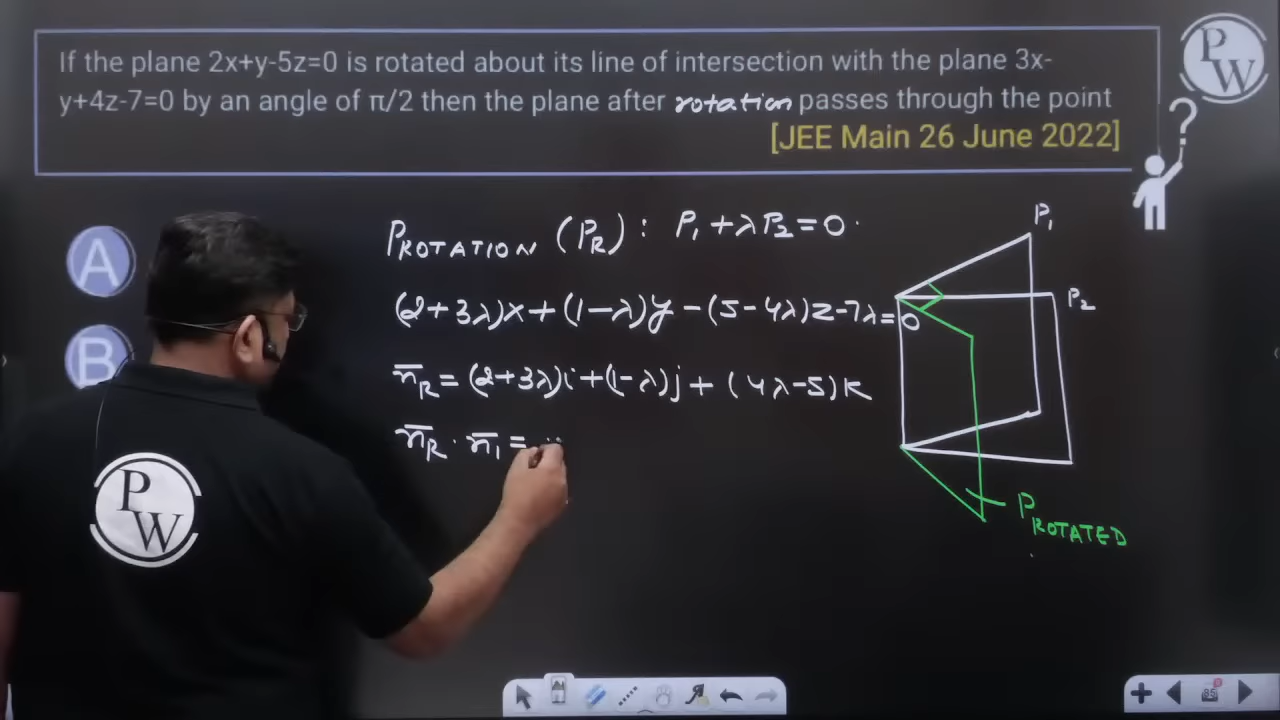 If the plane 2x+y-5z=0 is rotated about its line of intersection with the plane 3x-
y+4z-7=0 by an angle of π/2 then the plane after rotation passes through the point
[JEE Main 26 June 2022]
P W
?
A
B
PROTATION (PR) : P1 + λP2 = 0.
(2+3λ)x + (1-λ)y - (5-4λ)z - 7λ = 0
n̅R = (2+3λ)i + (1-λ)j + (4λ-5)k
n̅R . n̅1 =
P1
P2
PROTATED
P W
85